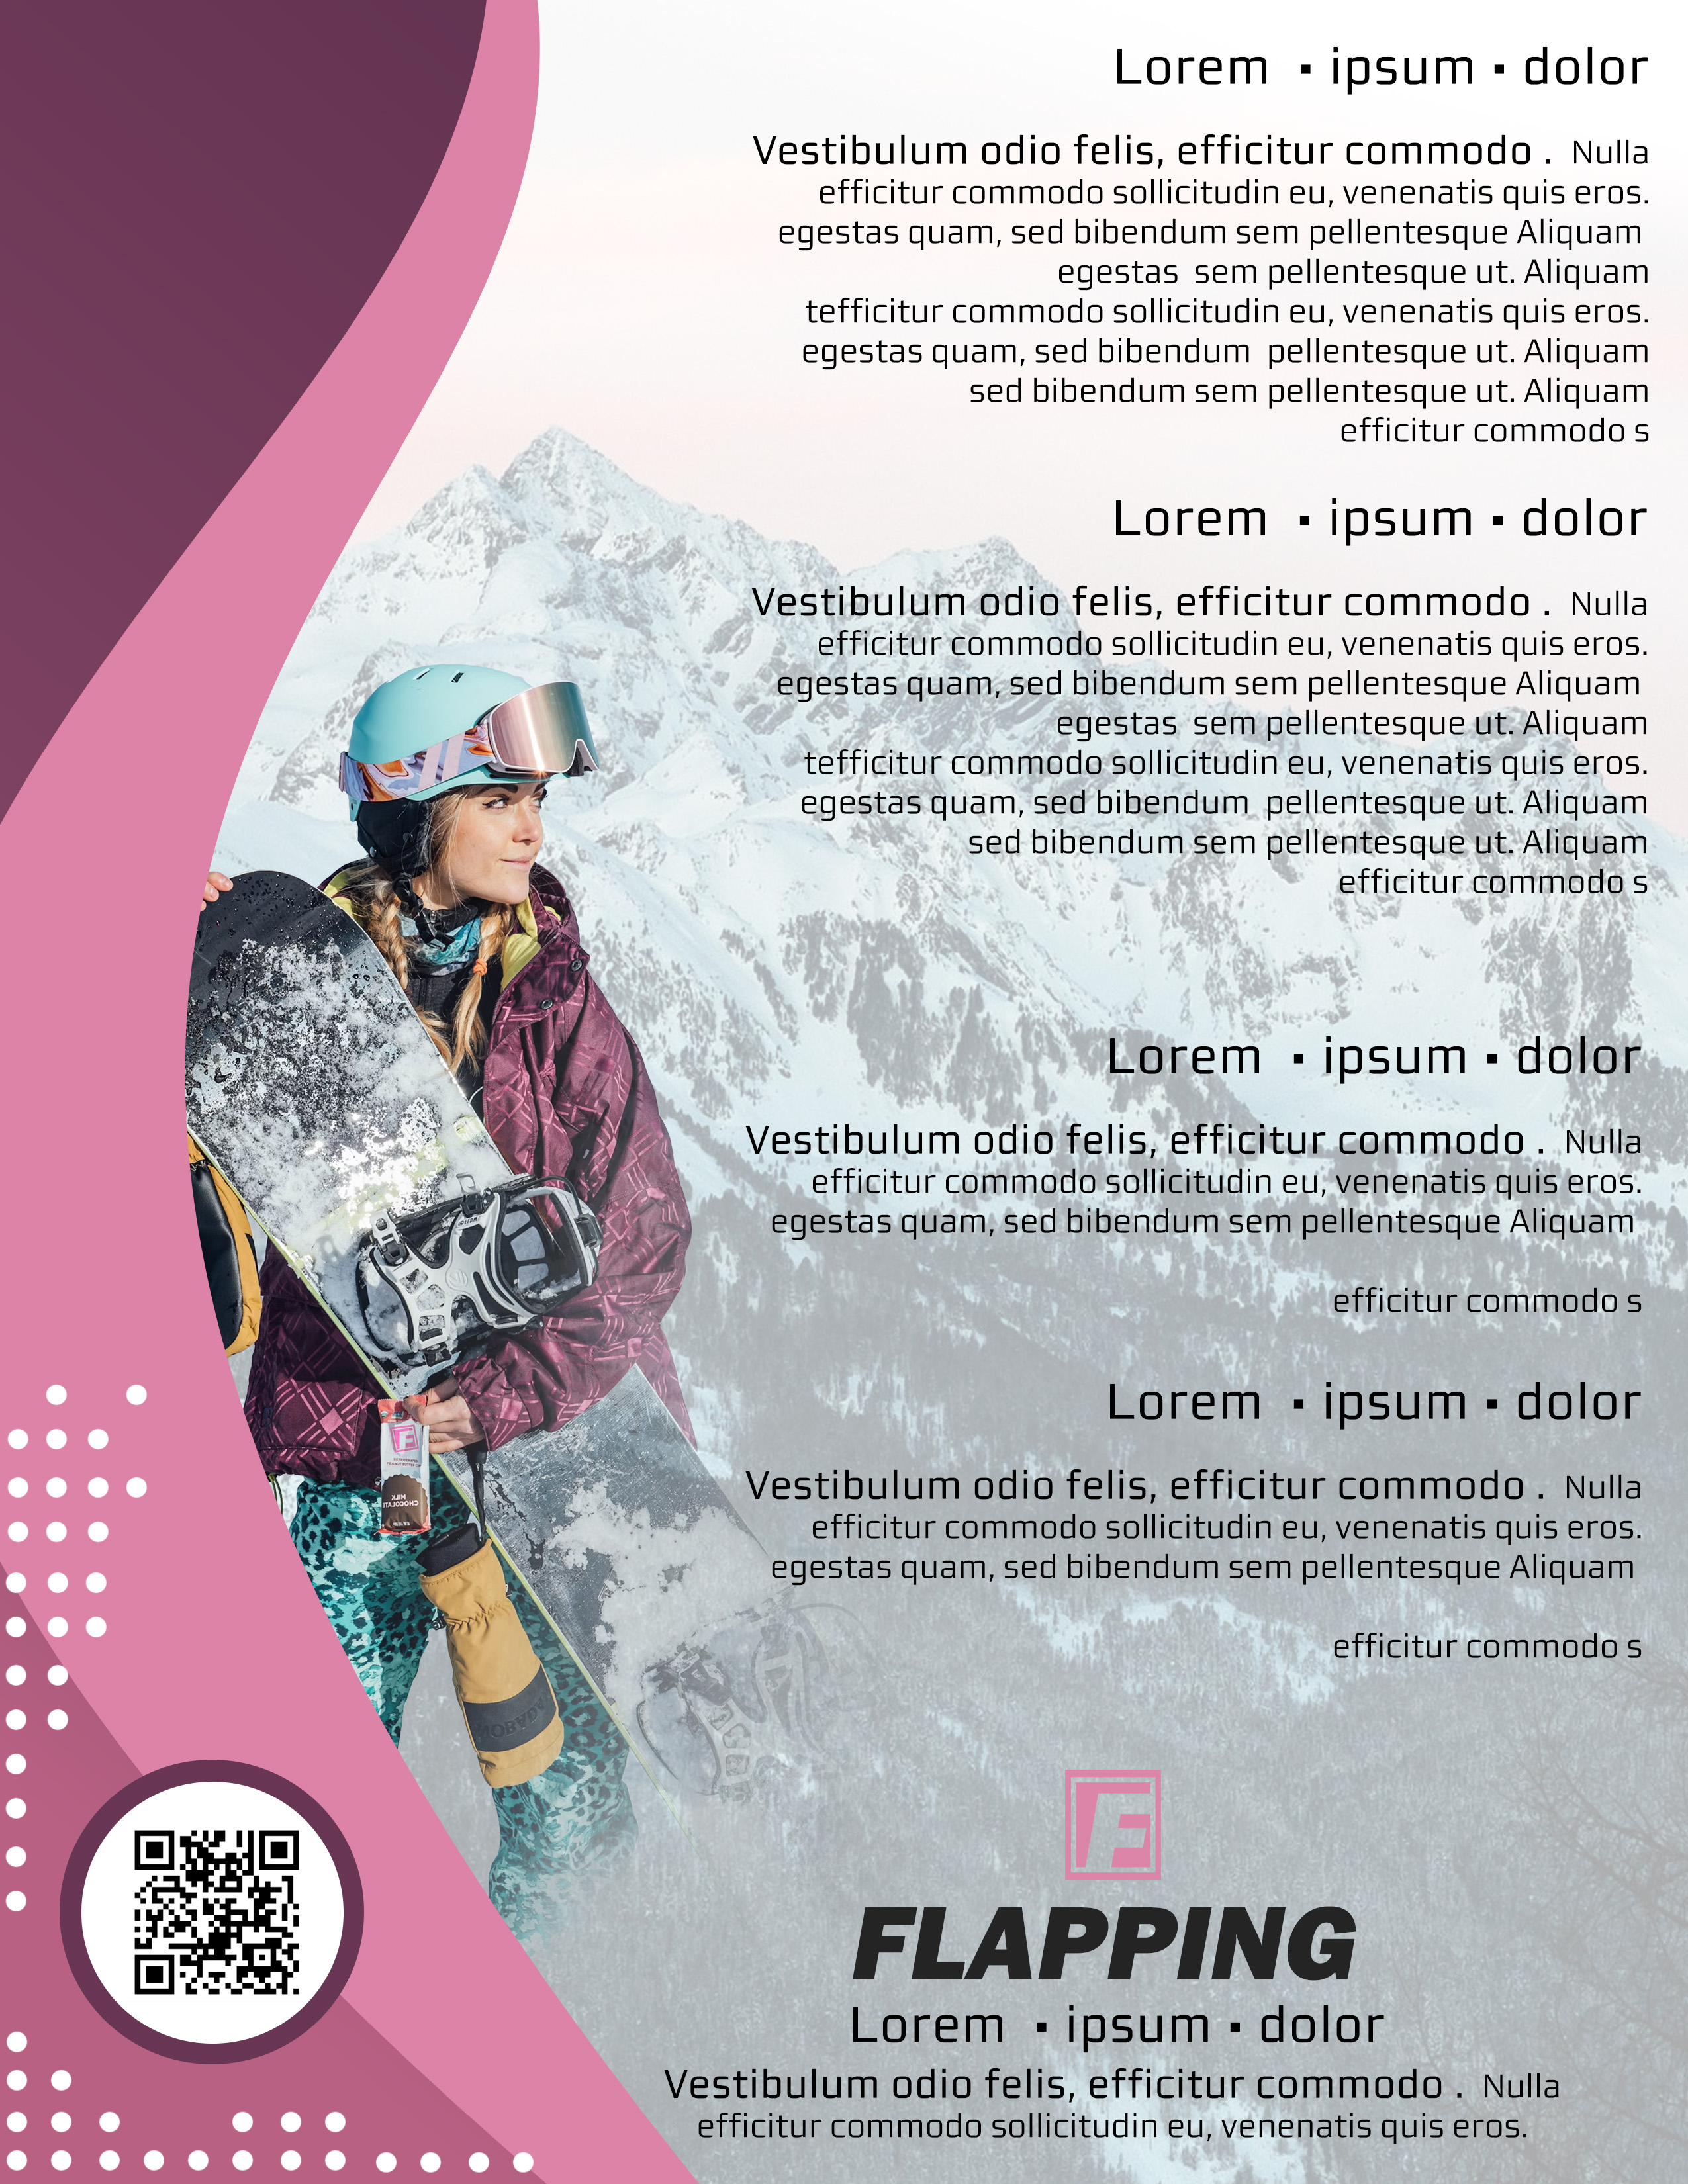 Lorem ▪ ipsum ▪ dolor
Vestibulum odio felis, efficitur commodo . Nulla
efficitur commodo sollicitudin eu, venenatis quis eros.
egestas quam, sed bibendum sem pellentesque Aliquam
egestas sem pellentesque ut. Aliquam
tefficitur commodo sollicitudin eu, venenatis quis eros.
egestas quam, sed bibendum pellentesque ut. Aliquam
sed bibendum sem pellentesque ut. Aliquam
efficitur commodo s
Lorem ▪ ipsum ▪ dolor
Vestibulum odio felis, efficitur commodo . Nulla
efficitur commodo sollicitudin eu, venenatis quis eros.
egestas quam, sed bibendum sem pellentesque Aliquam
egestas sem pellentesque ut. Aliquam
tefficitur commodo sollicitudin eu, venenatis quis eros.
egestas quam, sed bibendum pellentesque ut. Aliquam
sed bibendum sem pellentesque ut. Aliquam
efficitur commodo s
Lorem ▪ ipsum ▪ dolor
Vestibulum odio felis, efficitur commodo . Nulla
efficitur commodo sollicitudin eu, venenatis quis eros.
egestas quam, sed bibendum sem pellentesque Aliquam
efficitur commodo s
Lorem ▪ ipsum ▪ dolor
Vestibulum odio felis, efficitur commodo . Nulla
efficitur commodo sollicitudin eu, venenatis quis eros.
egestas quam, sed bibendum sem pellentesque Aliquam
efficitur commodo s
F
MILK
CHOCOLATE
F
FLAPPING
Lorem ▪ ipsum ▪ dolor
Vestibulum odio felis, efficitur commodo . Nulla
efficitur commodo sollicitudin eu, venenatis quis eros.